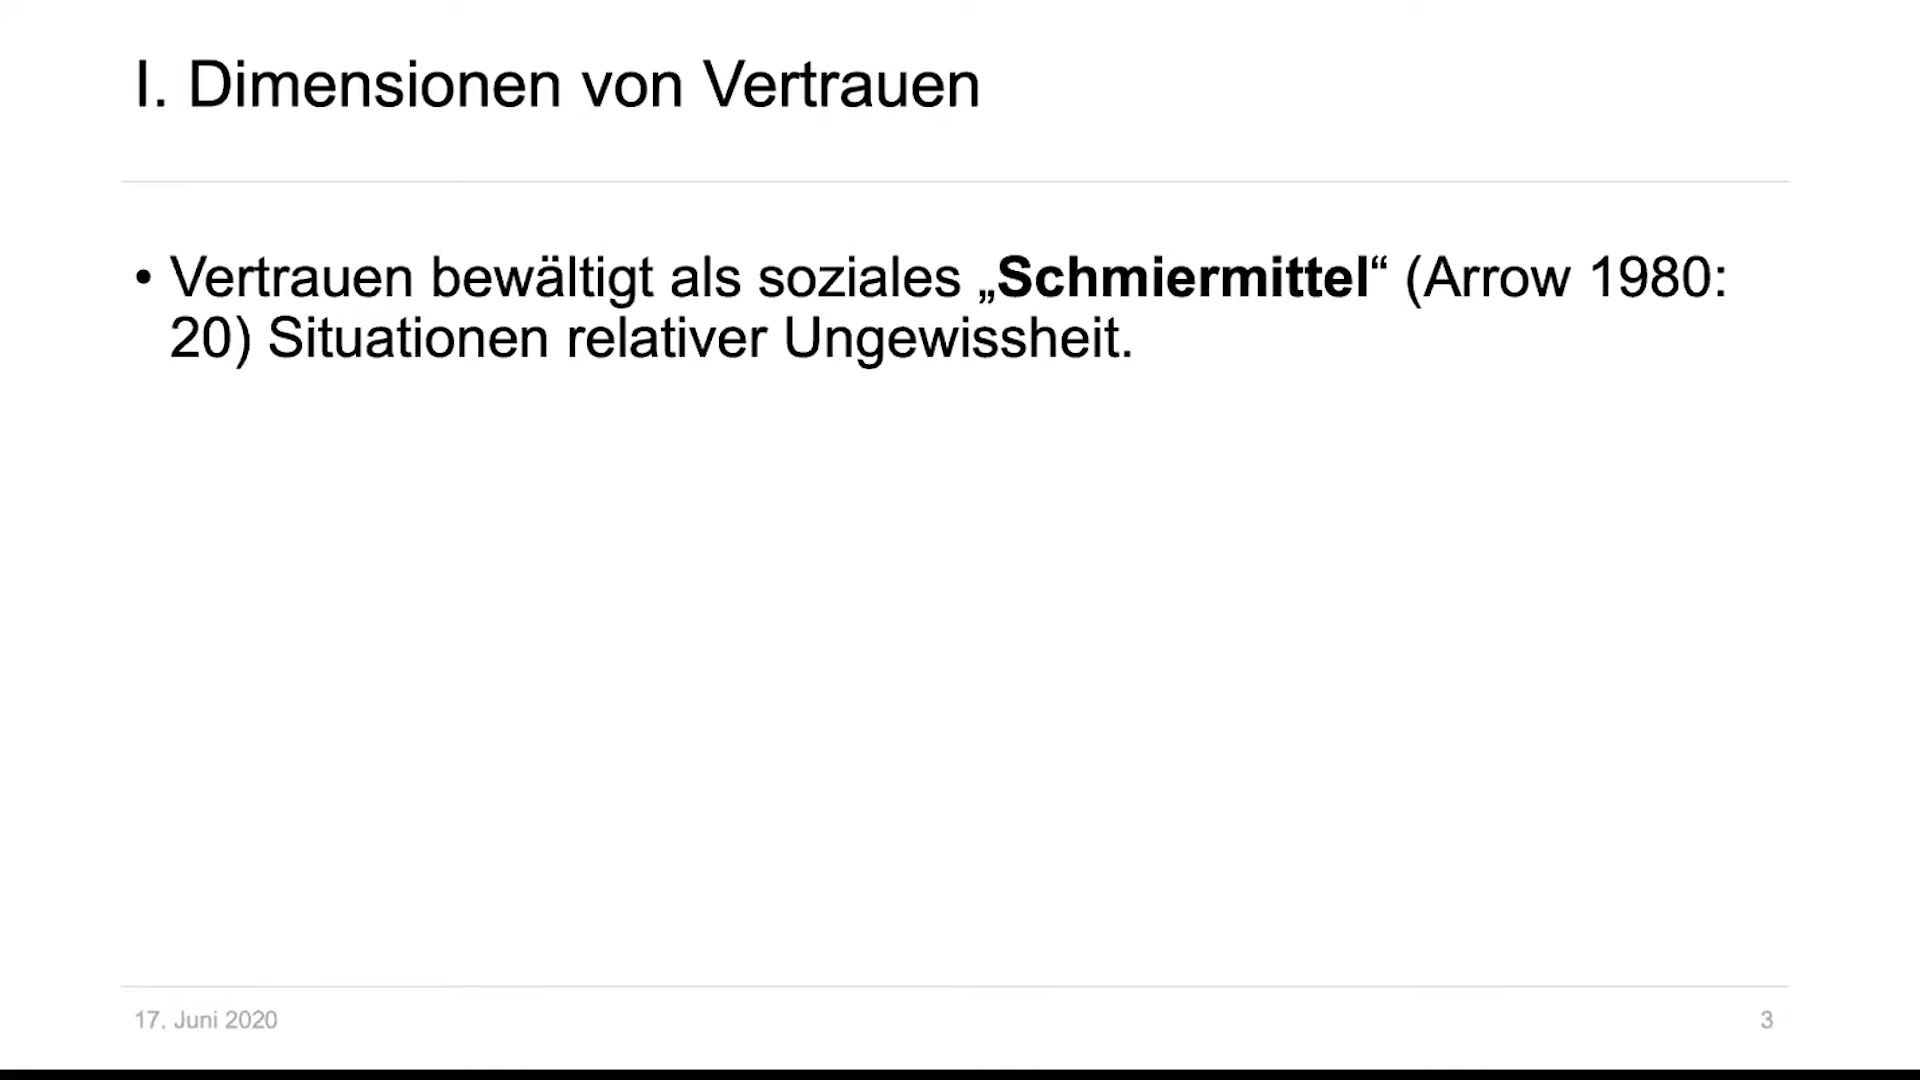 I. Dimensionen von Vertrauen
• Vertrauen bewältigt als soziales „Schmiermittel“ (Arrow 1980:
20) Situationen relativer Ungewissheit.
17. Juni 2020
3